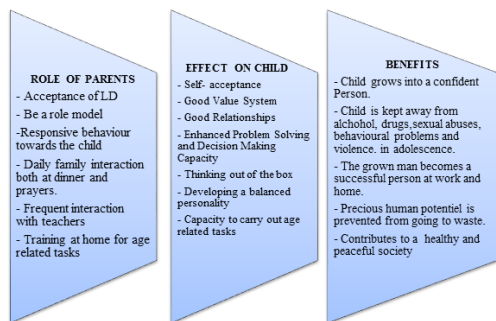 ROLE OF PARENTS
- Acceptance of LD
- Be a role model
-Responsive behaviour
towards the child
- Daily family interaction
both at dinner and
prayers.
- Frequent interaction
with teachers
- Training at home for age
related tasks
EFFECT ON CHILD
- Self- acceptance
- Good Value System
- Good Relationships
- Enhanced Problem Solving
and Decision Making
Capacity
- Thinking out of the box
- Developing a balanced
personality
- Capacity to carry out age
related tasks
BENEFITS
- Child grows into a confident
Person.
- Child is kept away from
alchohol, drugs,sexual abuses,
behavioural problems and
violence. in adolescence.
- The grown man becomes a
successful person at work and
home.
- Precious human potentiel is
prevented from going to waste.
- Contributes to a healthy and
peaceful society